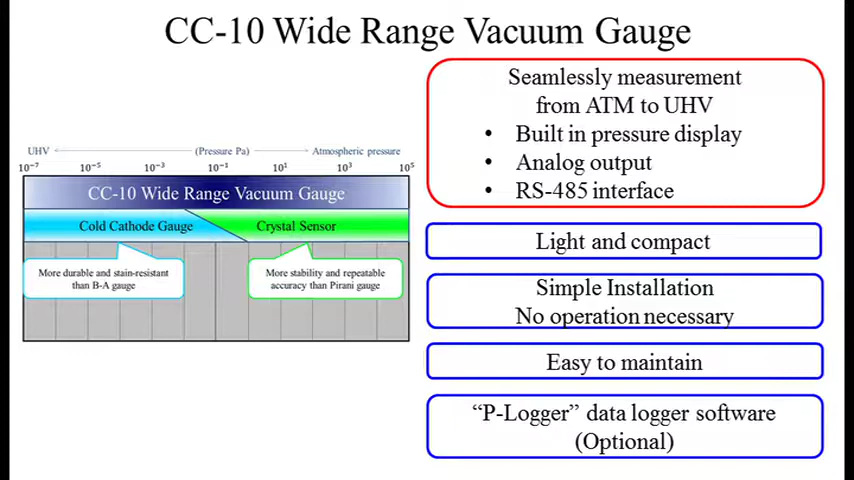 CC-10 Wide Range Vacuum Gauge
UHV (Pressure Pa) Atmospheric pressure
10⁻⁷ 10⁻⁵ 10⁻³ 10⁻¹ 10¹ 10³ 10⁵
CC-10 Wide Range Vacuum Gauge
Cold Cathode Gauge Crystal Sensor
More durable and stain-resistant
than B-A gauge
More stability and repeatable
accuracy than Pirani gauge
Seamlessly measurement
from ATM to UHV
• Built in pressure display
• Analog output
• RS-485 interface
Light and compact
Simple Installation
No operation necessary
Easy to maintain
“P-Logger” data logger software
(Optional)